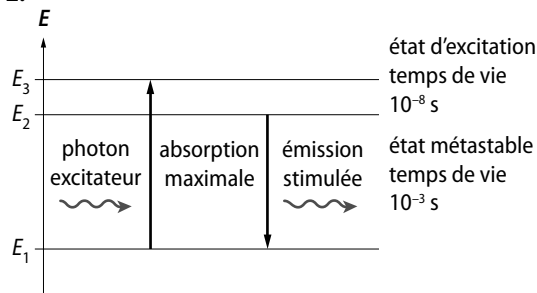 E
état d'excitation
temps de vie
10⁻⁸ s
E₃
E₂
photon
excitateur
absorption
maximale
émission
stimulée
état métastable
temps de vie
10⁻³ s
E₁